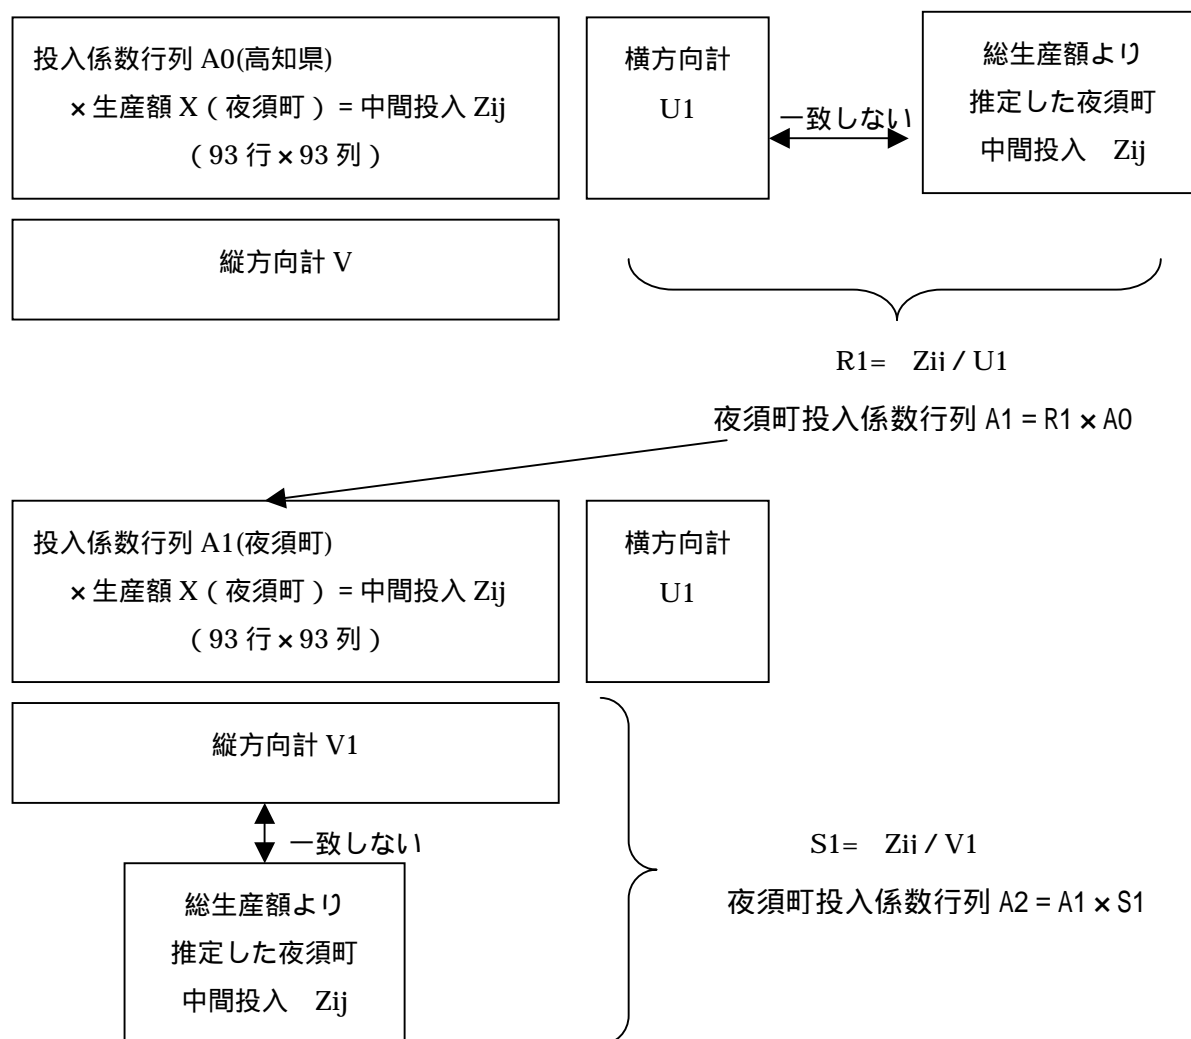 投入係数行列 A0(高知県)
×生産額 X（夜須町）= 中間投入 Zij
（93 行×93 列）
横方向計
U1
一致しない
総生産額より
推定した夜須町
中間投入　Zij
縦方向計 V
R1=　Zij / U1
夜須町投入係数行列 A1 = R1 × A0
投入係数行列 A1(夜須町)
×生産額 X（夜須町）= 中間投入 Zij
（93 行×93 列）
横方向計
U1
縦方向計 V1
一致しない
総生産額より
推定した夜須町
中間投入　Zij
S1=　Zij / V1
夜須町投入係数行列 A2 = A1 × S1